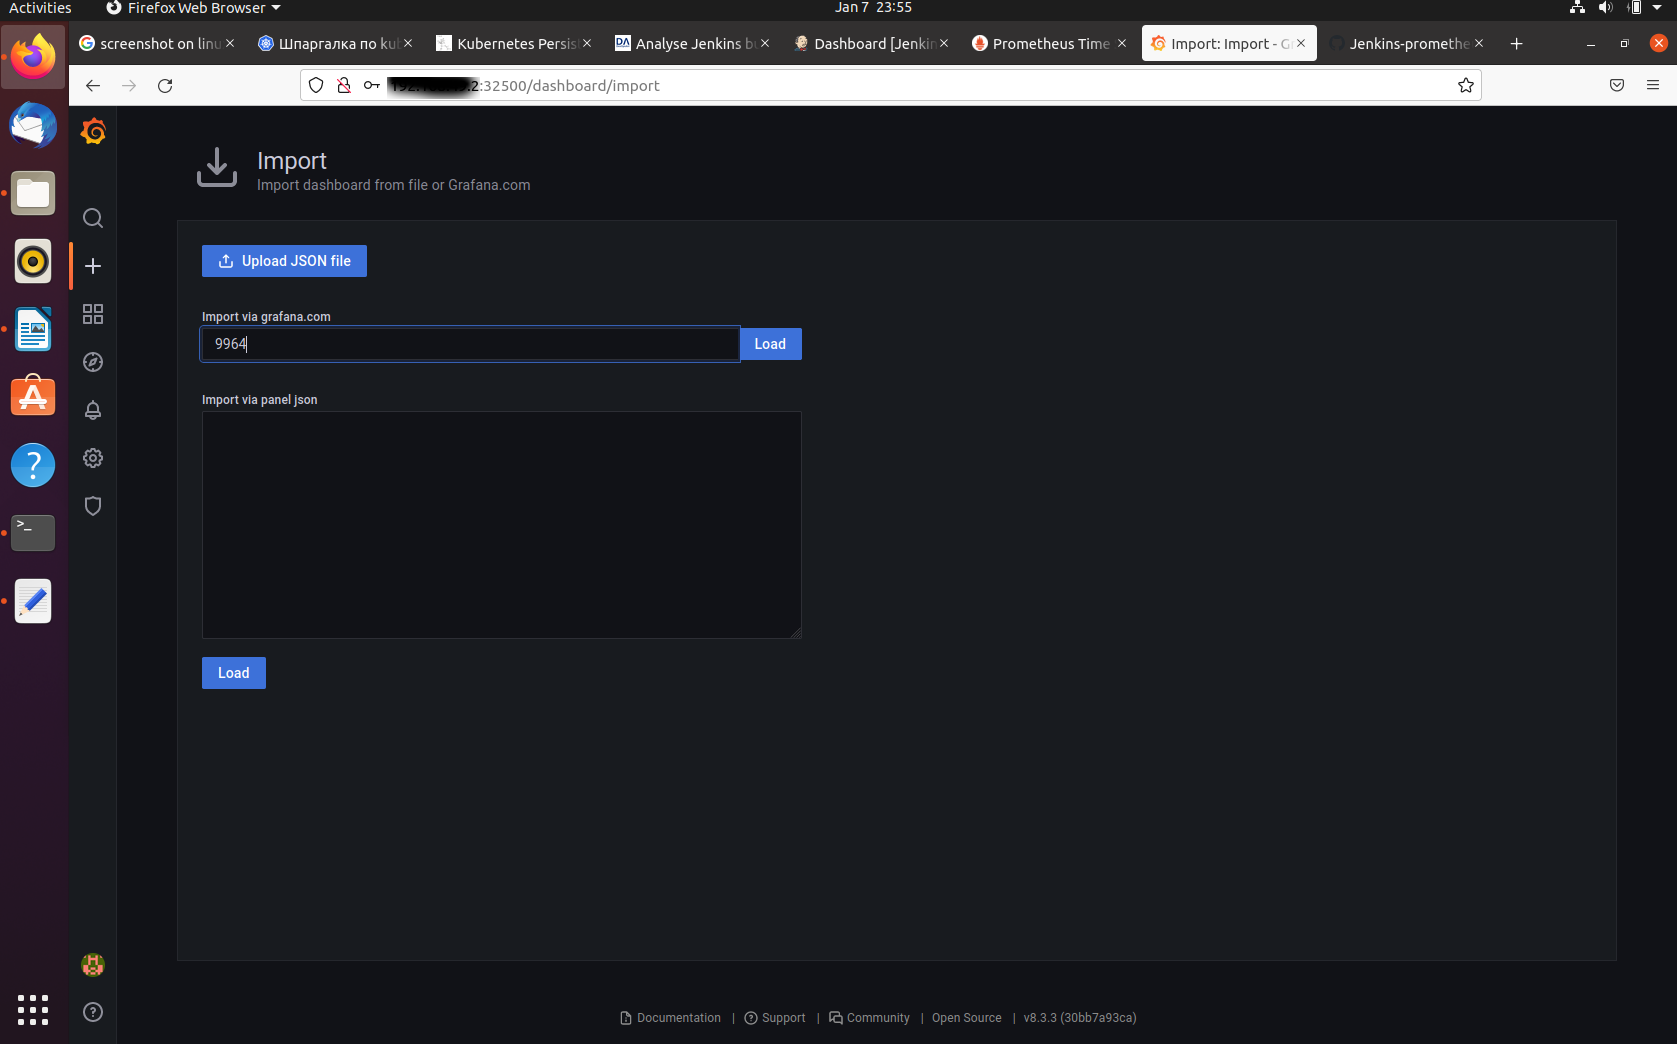 Activities
Firefox Web Browser
Jan 7 23:55
screenshot on linu
Шпаргалка по kub
Kubernetes Persis
Analyse Jenkins bu
Dashboard [Jenkin
Prometheus Time
Import: Import - Gr
Jenkins-promethe
:32500/dashboard/import
Import
Import dashboard from file or Grafana.com
Upload JSON file
Import via grafana.com
9964
Load
Import via panel json
Load
Documentation | Support | Community | Open Source | v8.3.3 (30bb7a93ca)